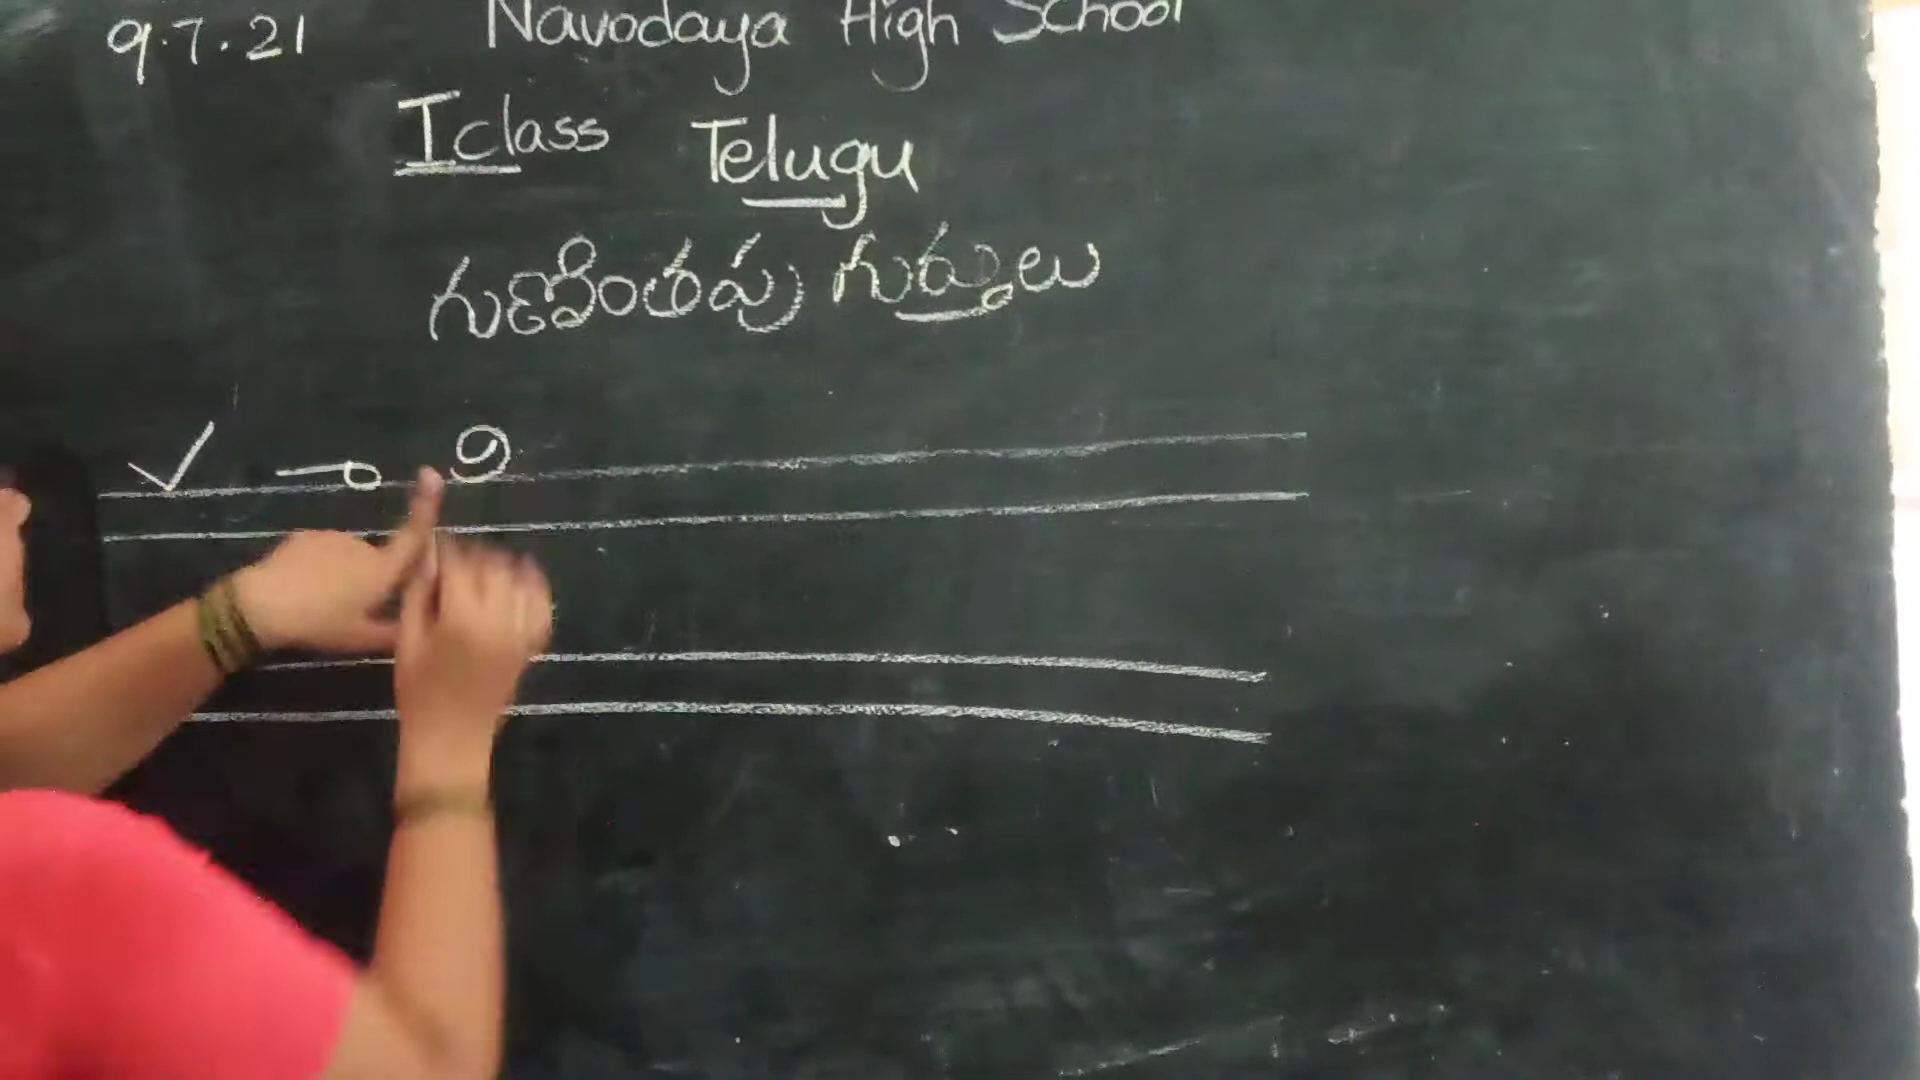 9.7.21 Navodaya High School
I class Telugu
గుణింతపు గుర్తులు
✓ ా ి